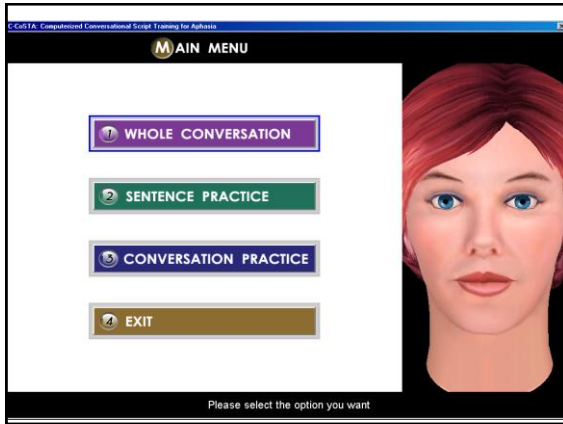 C-CoSTA: Computerized Conversational Script Training for Aphasia
MAIN MENU
1 WHOLE CONVERSATION
2 SENTENCE PRACTICE
3 CONVERSATION PRACTICE
4 EXIT
Please select the option you want